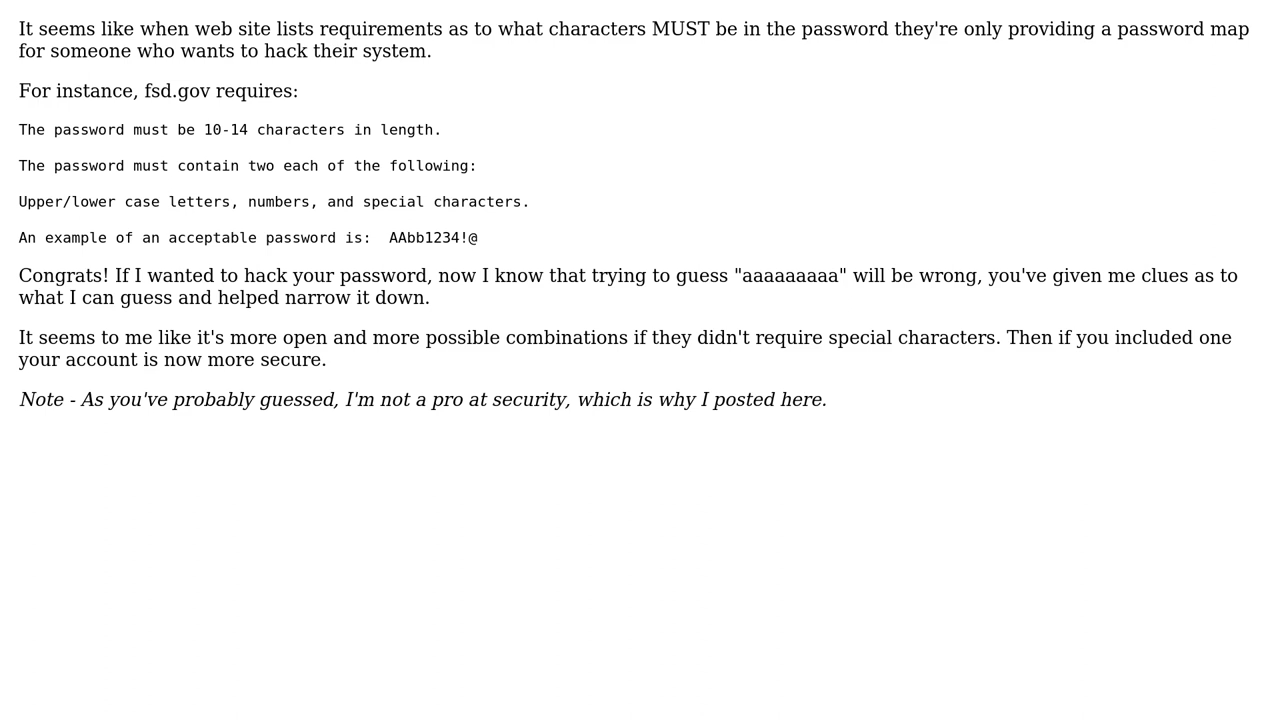 It seems like when web site lists requirements as to what characters MUST be in the password they're only providing a password map
for someone who wants to hack their system.
For instance, fsd.gov requires:
The password must be 10-14 characters in length.
The password must contain two each of the following:
Upper/lower case letters, numbers, and special characters.
An example of an acceptable password is:  AAbb1234!@
Congrats! If I wanted to hack your password, now I know that trying to guess "aaaaaaaaa" will be wrong, you've given me clues as to
what I can guess and helped narrow it down.
It seems to me like it's more open and more possible combinations if they didn't require special characters. Then if you included one
your account is now more secure.
Note - As you've probably guessed, I'm not a pro at security, which is why I posted here.